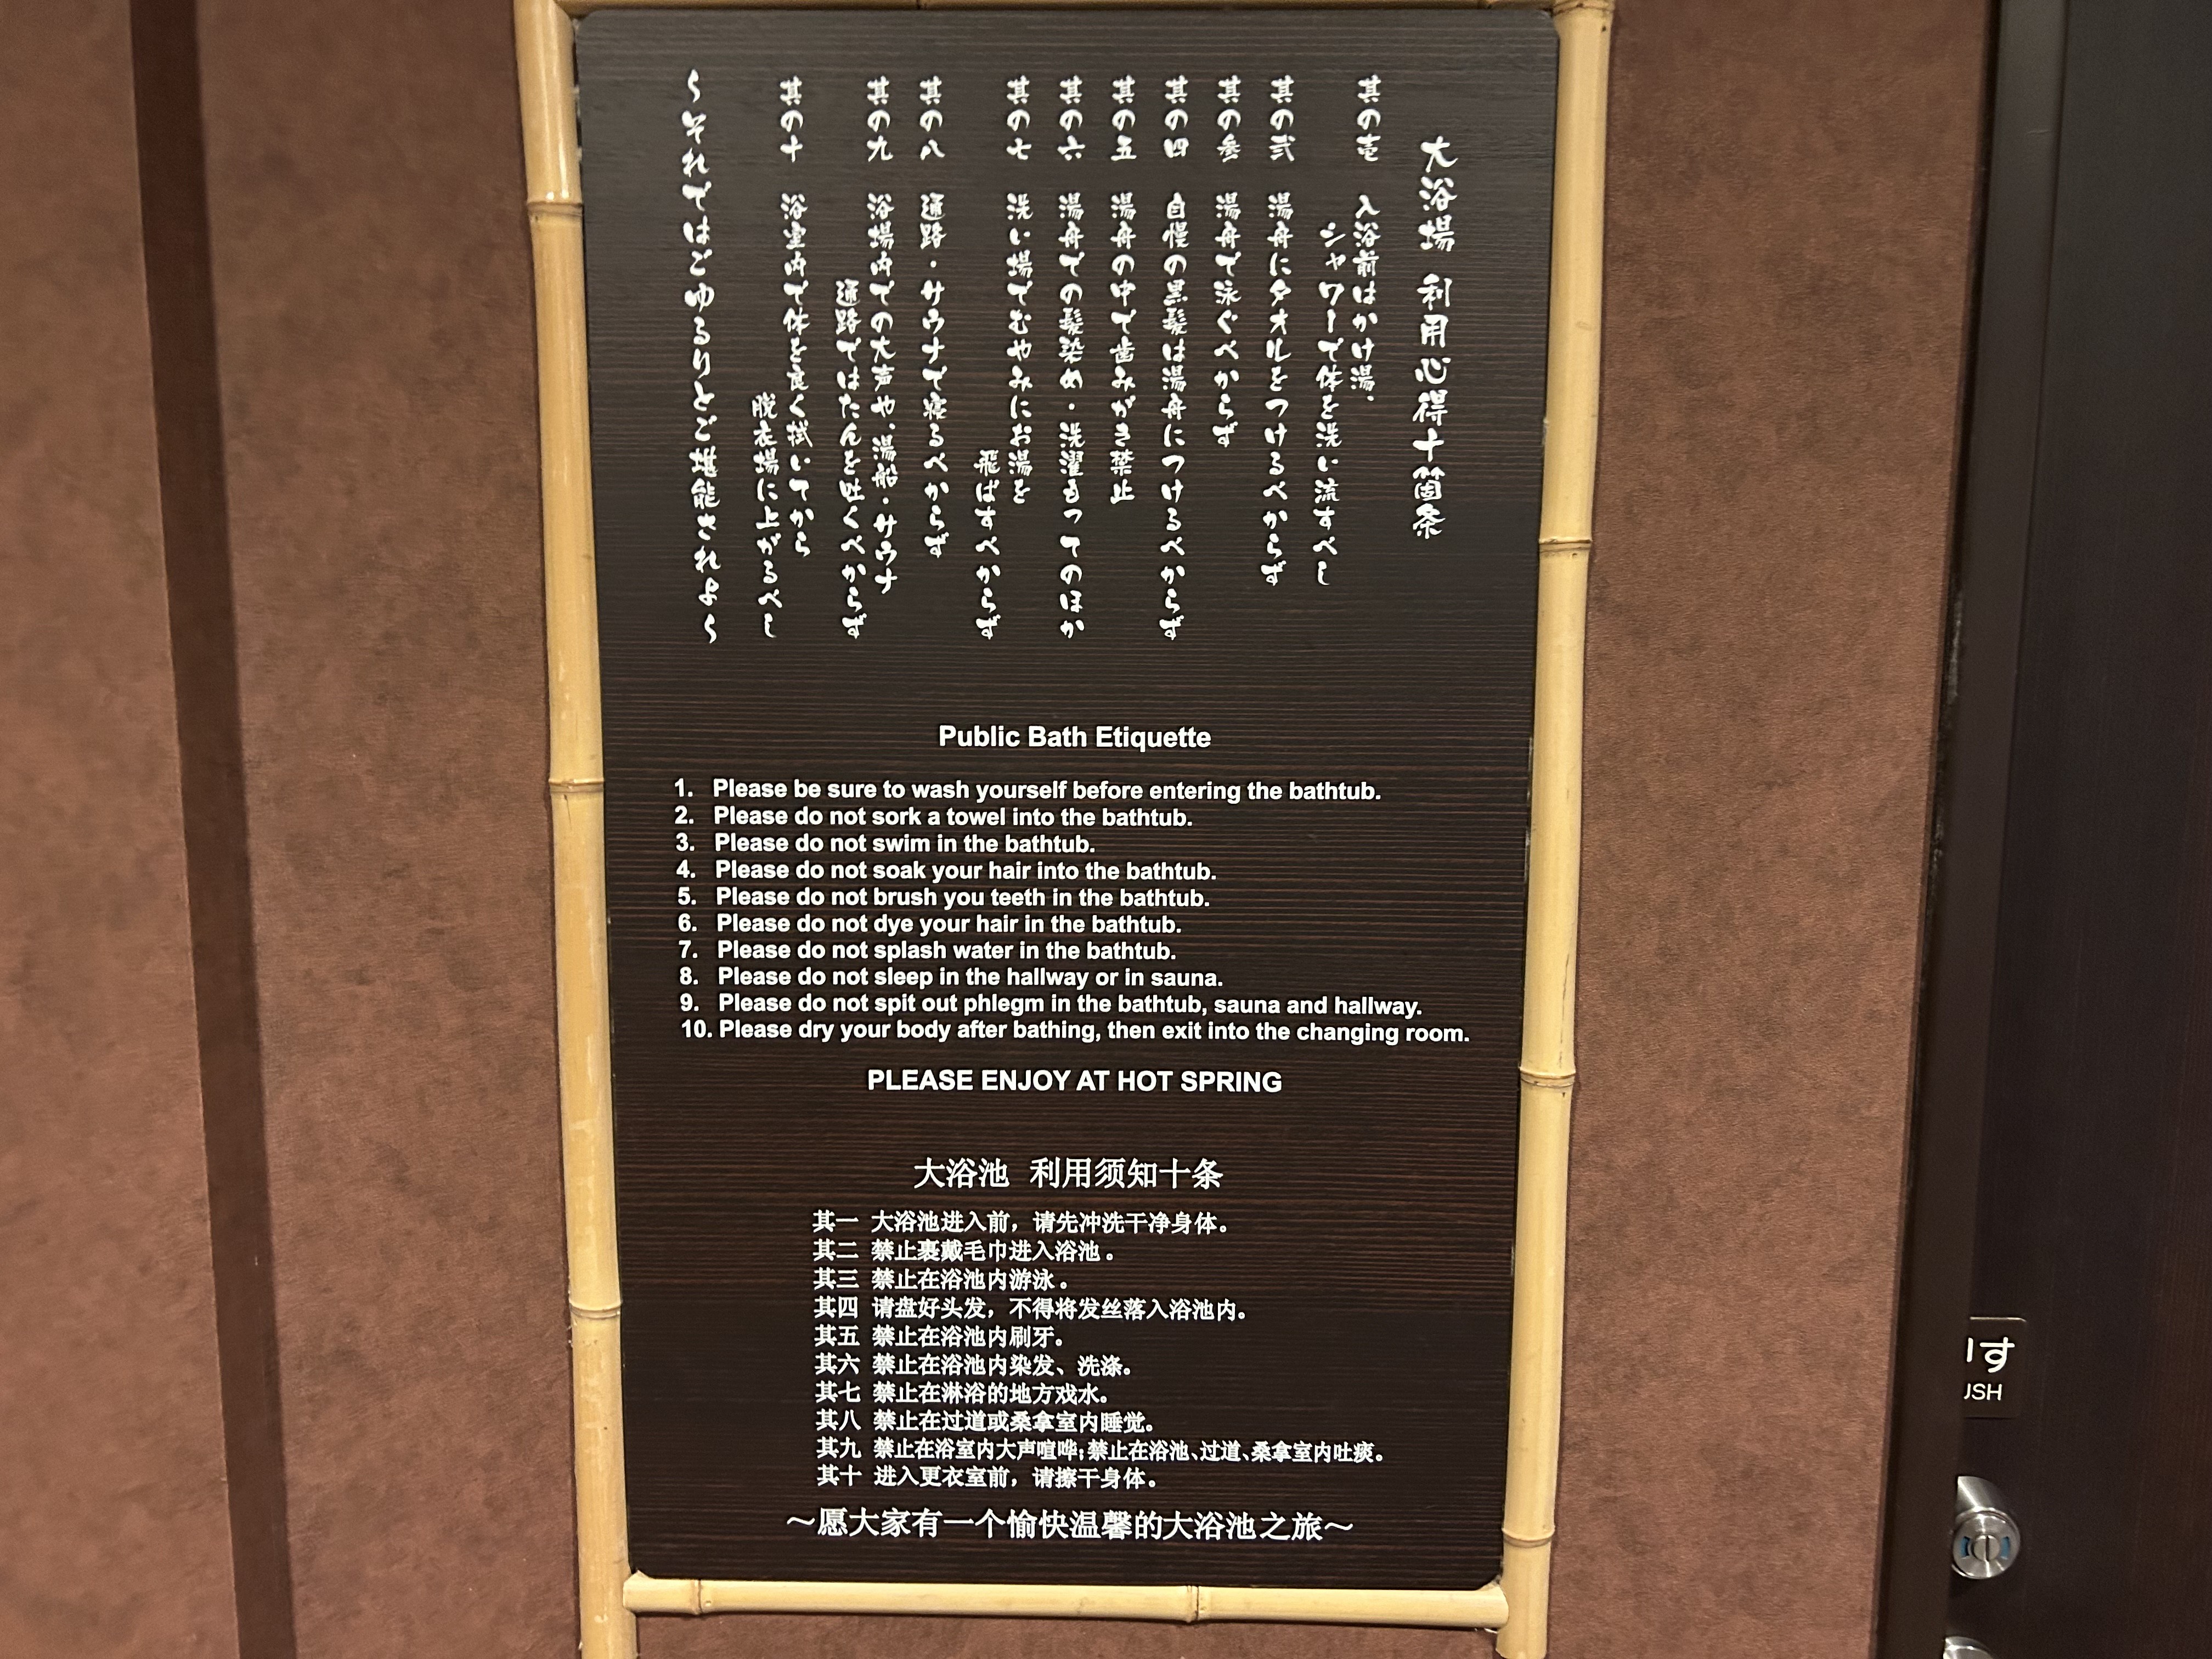 大浴場 利用心得十箇条
其の壱 入浴前はかけ湯、
シャワーで体を洗い流すべし
其の弐 湯舟にタオルをつけるべからず
其の参 湯舟で泳ぐべからず
其の四 自慢の黒髪は湯舟につけるべからず
其の五 湯舟の中で歯みがき禁止
其の六 湯舟での髪染め・洗濯もってのほか
其の七 洗い場でむやみにお湯を
飛ばすべからず
其の八 通路・サウナで寝るべからず
其の九 浴場内での大声や、湯船・サウナ
通路ではたんを吐くべからず
其の十 浴室内で体を良く拭いてから
脱衣場に上がるべし
〜それではごゆるりとご堪能されよ〜
Public Bath Etiquette
1. Please be sure to wash yourself before entering the bathtub.
2. Please do not sork a towel into the bathtub.
3. Please do not swim in the bathtub.
4. Please do not soak your hair into the bathtub.
5. Please do not brush you teeth in the bathtub.
6. Please do not dye your hair in the bathtub.
7. Please do not splash water in the bathtub.
8. Please do not sleep in the hallway or in sauna.
9. Please do not spit out phlegm in the bathtub, sauna and hallway.
10. Please dry your body after bathing, then exit into the changing room.
PLEASE ENJOY AT HOT SPRING
大浴池 利用须知十条
其一 大浴池进入前，请先冲洗干净身体。
其二 禁止裹戴毛巾进入浴池。
其三 禁止在浴池内游泳。
其四 请盘好头发，不得将发丝落入浴池内。
其五 禁止在浴池内刷牙。
其六 禁止在浴池内染发、洗涤。
其七 禁止在淋浴的地方戏水。
其八 禁止在过道或桑拿室内睡觉。
其九 禁止在浴室内大声喧哗；禁止在浴池、过道、桑拿室内吐痰。
其十 进入更衣室前，请擦干身体。
～愿大家有一个愉快温馨的大浴池之旅～
す
USH